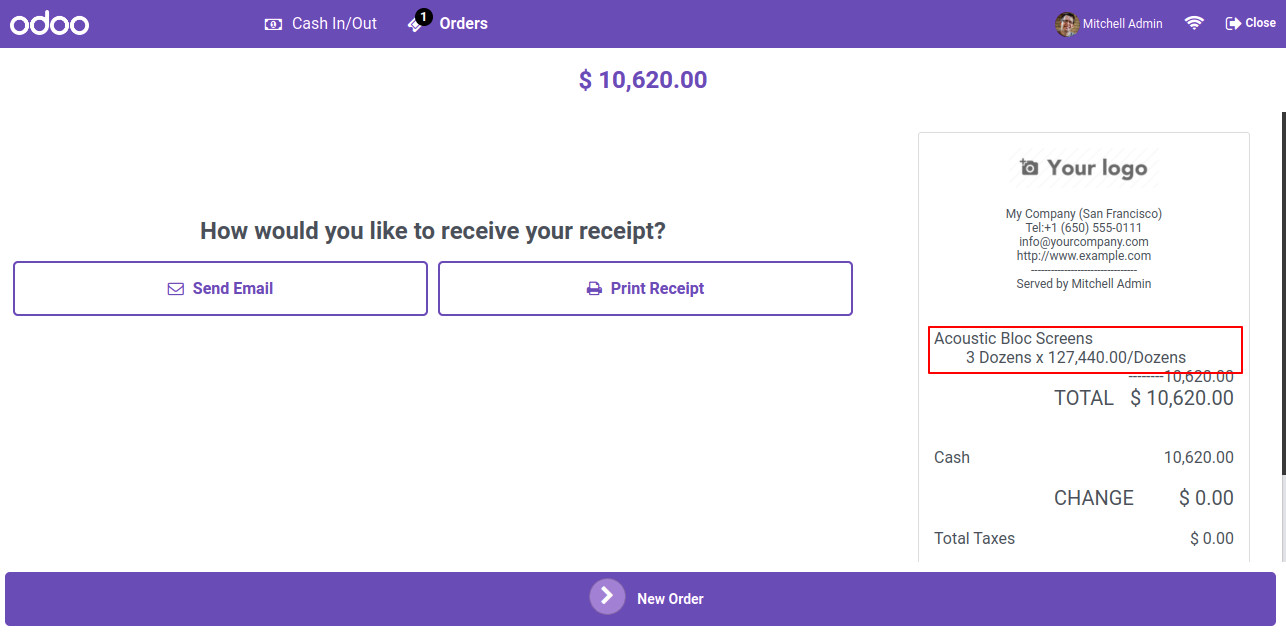 odoo
Cash In/Out
1
Orders
Mitchell Admin
Close
$ 10,620.00
How would you like to receive your receipt?
Send Email
Print Receipt
Your logo
My Company (San Francisco)
Tel:+1 (650) 555-0111
info@yourcompany.com
http://www.example.com
--------------------------------
Served by Mitchell Admin
Acoustic Bloc Screens
3 Dozens x 127,440.00/Dozens
--------10,620.00
TOTAL $ 10,620.00
Cash 10,620.00
CHANGE $ 0.00
Total Taxes $ 0.00
New Order